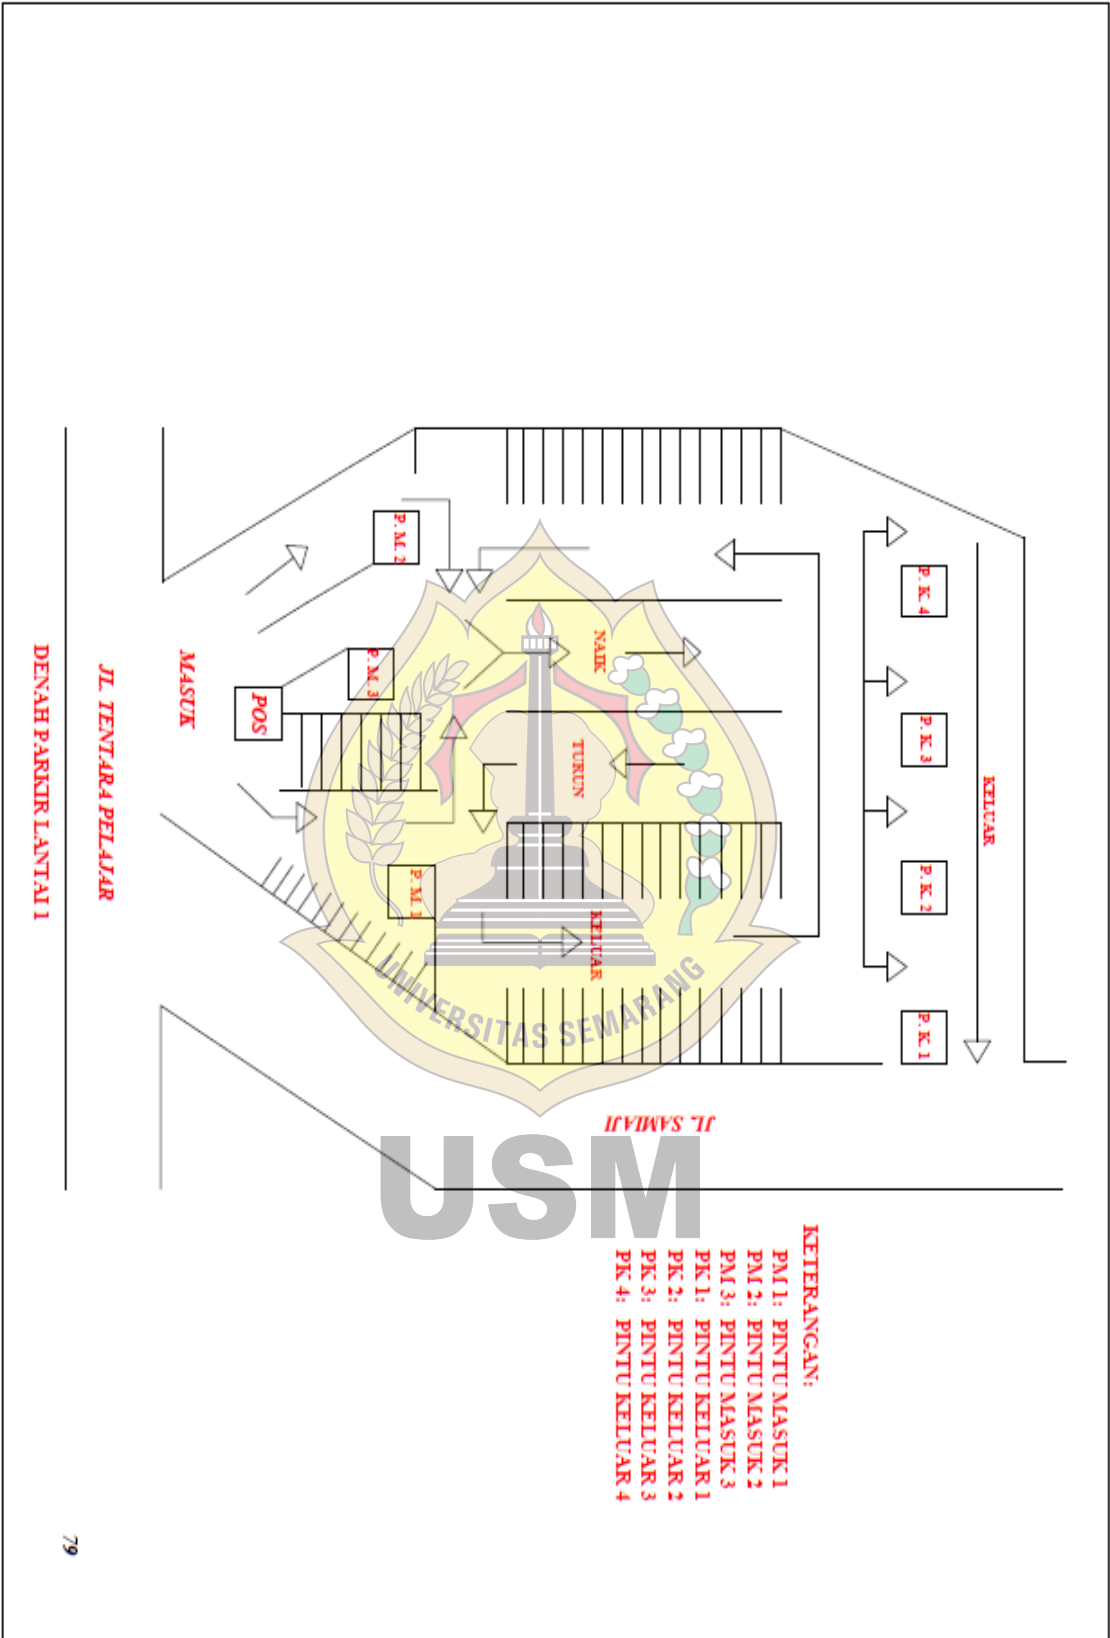 KELUAR
P. K. 4
P. K. 3
P. K. 2
P. K. 1
NAIK
TURUN
KELUAR
P. M. 2
P. M. 3
P. M. 1
POS
MASUK
JL. SAMIAJI
JL. TENTARA PELAJAR
DENAH PARKIR LANTAI 1
KETERANGAN:
PM 1: PINTU MASUK 1
PM 2: PINTU MASUK 2
PM 3: PINTU MASUK 3
PK 1: PINTU KELUAR 1
PK 2: PINTU KELUAR 2
PK 3: PINTU KELUAR 3
PK 4: PINTU KELUAR 4
UNIVERSITAS SEMARANG
USM
79